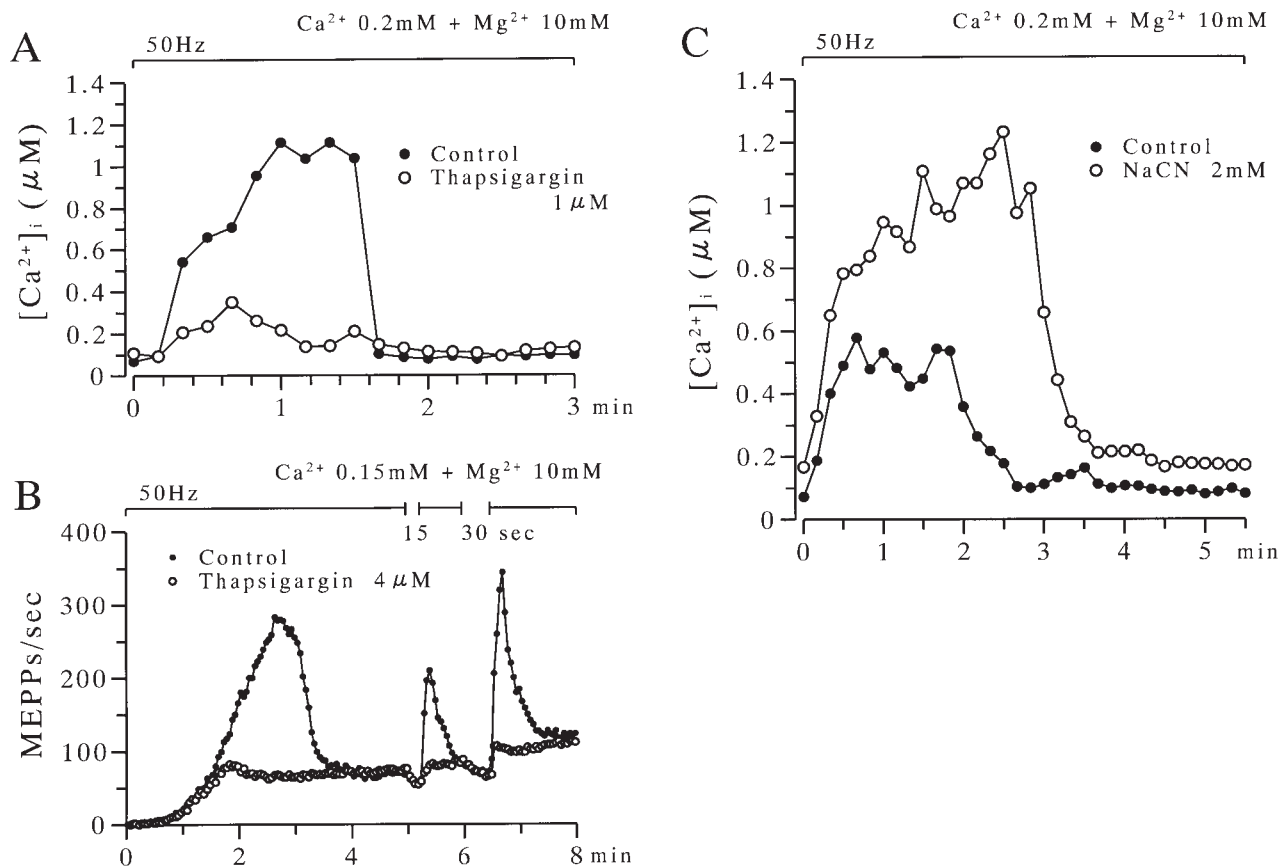 A
Ca²⁺ 0.2mM + Mg²⁺ 10mM
50Hz
1.4
1.2
1
0.8
0.6
0.4
0.2
0
[Ca²⁺]ᵢ (μM)
Control
Thapsigargin
1μM
0
1
2
3 min
B
Ca²⁺ 0.15mM + Mg²⁺ 10mM
50Hz
15
30 sec
400
300
200
100
0
MEPPs/sec
Control
Thapsigargin 4μM
0
2
4
6
8 min
C
Ca²⁺ 0.2mM + Mg²⁺ 10mM
50Hz
1.4
1.2
1
0.8
0.6
0.4
0.2
0
[Ca²⁺]ᵢ (μM)
Control
NaCN 2mM
0
1
2
3
4
5
min